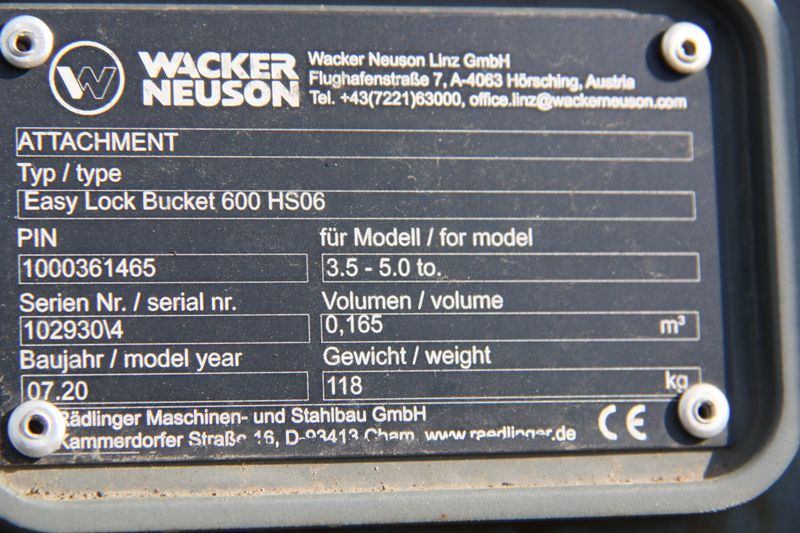 WACKER
NEUSON
Wacker Neuson Linz GmbH
Flughafenstraße 7, A-4063 Hörsching, Austria
Tel. +43(7221)63000, office.linz@wackerneuson.com
ATTACHMENT
Typ / type
Easy Lock Bucket 600 HS06
PIN
für Modell / for model
1000361465
3.5 - 5.0 to.
Serien Nr. / serial nr.
Volumen / volume
102930\4
0,165 m³
Baujahr / model year
Gewicht / weight
07.20
118 kg
Rädlinger Maschinen- und Stahlbau GmbH
Kammerdorfer Straße 16, D-93413 Cham, www.raedlinger.de
CE